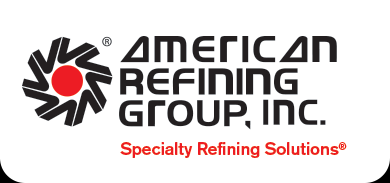 ® AMERICAN
REFINING
GROUP, INC.
Specialty Refining Solutions®